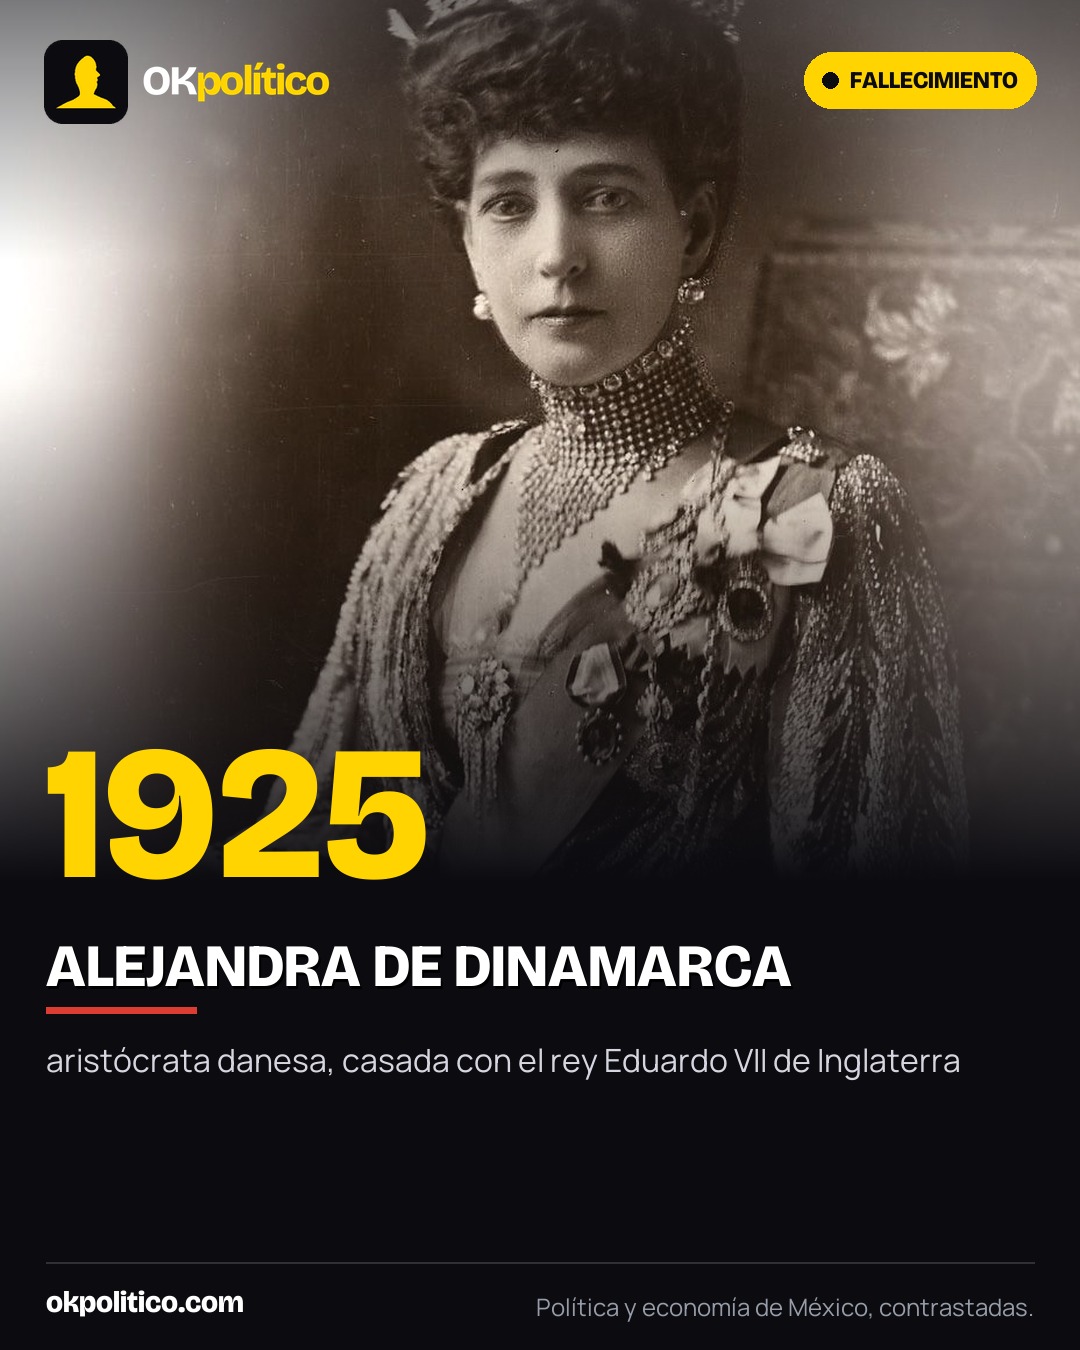 OKpolítico
FALLECIMIENTO
1925
ALEJANDRA DE DINAMARCA
aristócrata danesa, casada con el rey Eduardo VII de Inglaterra
okpolitico.com
Política y economía de México, contrastadas.